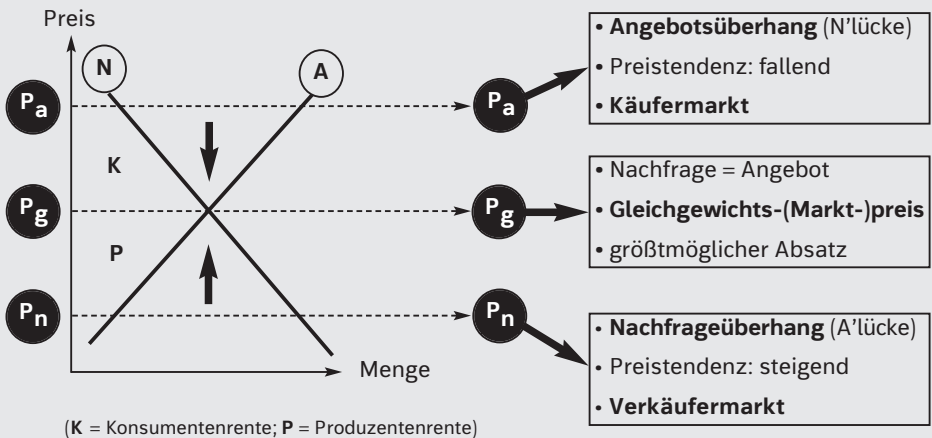 Preis
N
A
Pa
Pa
• Angebotsüberhang (N’lücke)
• Preistendenz: fallend
• Käufermarkt
K
Pg
Pg
• Nachfrage = Angebot
• Gleichgewichts-(Markt-)preis
• größtmöglicher Absatz
P
Pn
Pn
• Nachfrageüberhang (A’lücke)
• Preistendenz: steigend
• Verkäufermarkt
Menge
(K = Konsumentenrente; P = Produzentenrente)